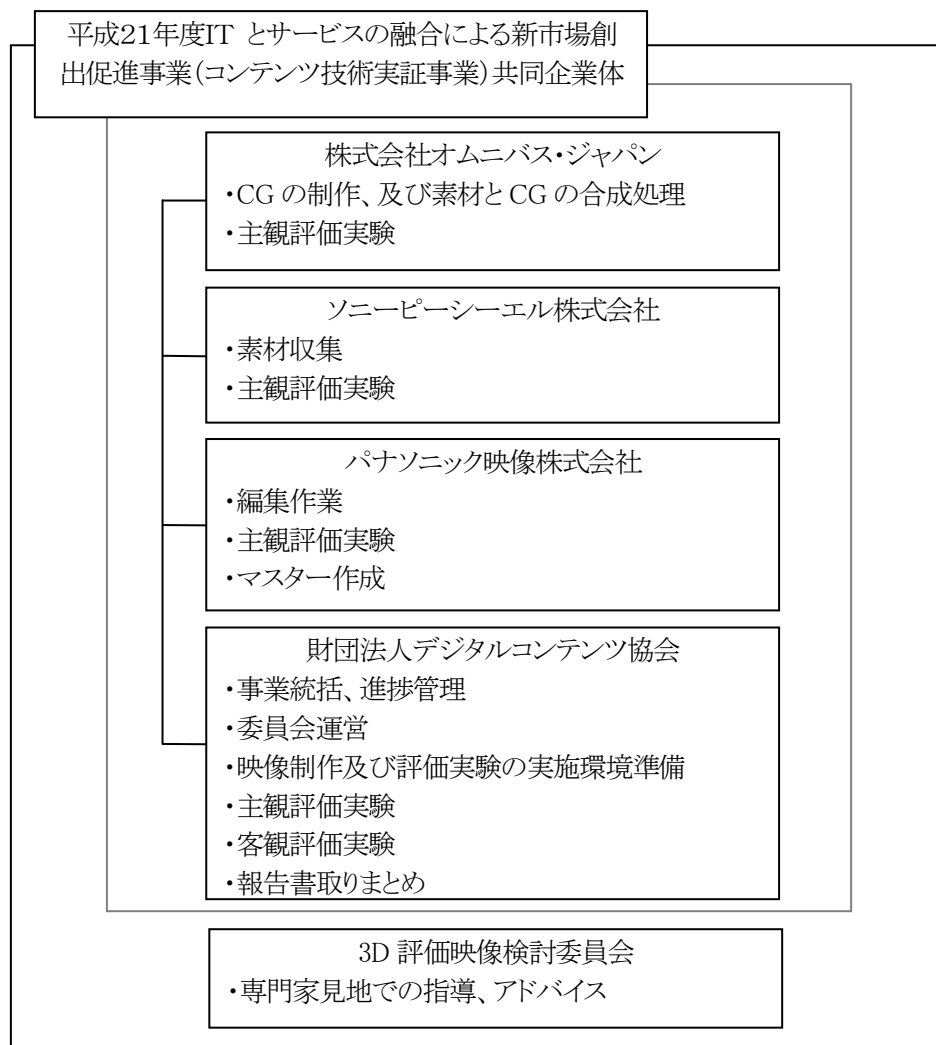 平成21年度IT とサービスの融合による新市場創
出促進事業(コンテンツ技術実証事業)共同企業体
株式会社オムニバス・ジャパン
・CG の制作、及び素材と CG の合成処理
・主観評価実験
ソニーピーシーエル株式会社
・素材収集
・主観評価実験
パナソニック映像株式会社
・編集作業
・主観評価実験
・マスター作成
財団法人デジタルコンテンツ協会
・事業統括、進捗管理
・委員会運営
・映像制作及び評価実験の実施環境準備
・主観評価実験
・客観評価実験
・報告書取りまとめ
3D 評価映像検討委員会
・専門家見地での指導、アドバイス